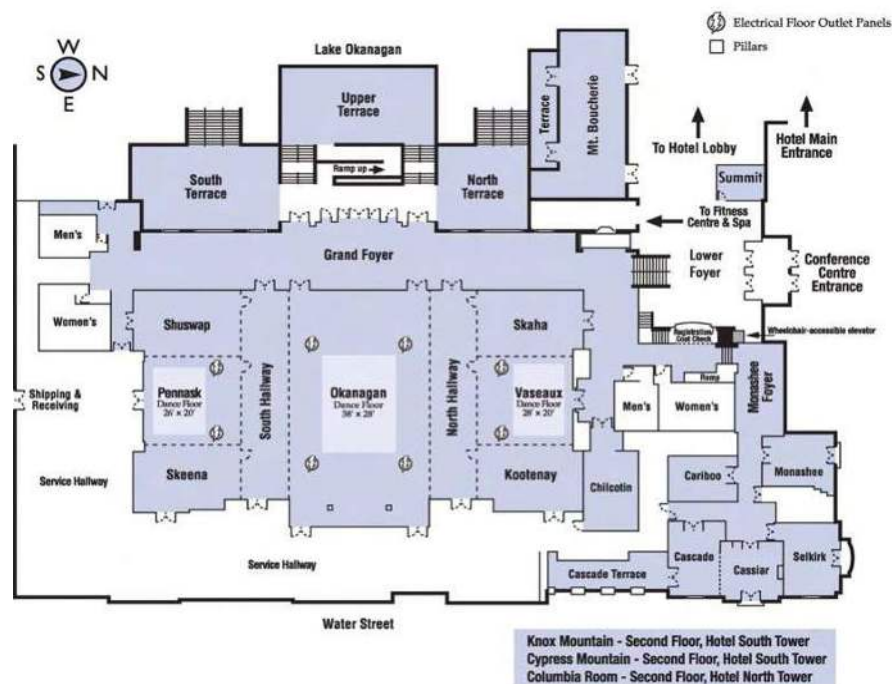 Electrical Floor Outlet Panels
Pillars
W
S N
E
Lake Okanagan
Upper
Terrace
Terrace
Mt. Boucherie
To Hotel Lobby
Hotel Main
Entrance
Ramp up
South
Terrace
North
Terrace
Summit
To Fitness
Centre & Spa
Men's
Grand Foyer
Lower
Foyer
Conference
Centre
Entrance
Women's
Shuswap
Skaha
Registration/
Coat Check
Wheelchair-accessible elevator
Shipping &
Receiving
Pennask
Dance Floor
26' x 20'
South Hallway
Okanagan
Dance Floor
38' x 28'
North Hallway
Vaseaux
Dance Floor
28' x 20'
Ramp
Men's
Women's
Monashee
Foyer
Service Hallway
Skeena
Kootenay
Chilcotin
Cariboo
Monashee
Service Hallway
Cascade Terrace
Cascade
Cassiar
Selkirk
Water Street
Knox Mountain - Second Floor, Hotel South Tower
Cypress Mountain - Second Floor, Hotel South Tower
Columbia Room - Second Floor, Hotel North Tower